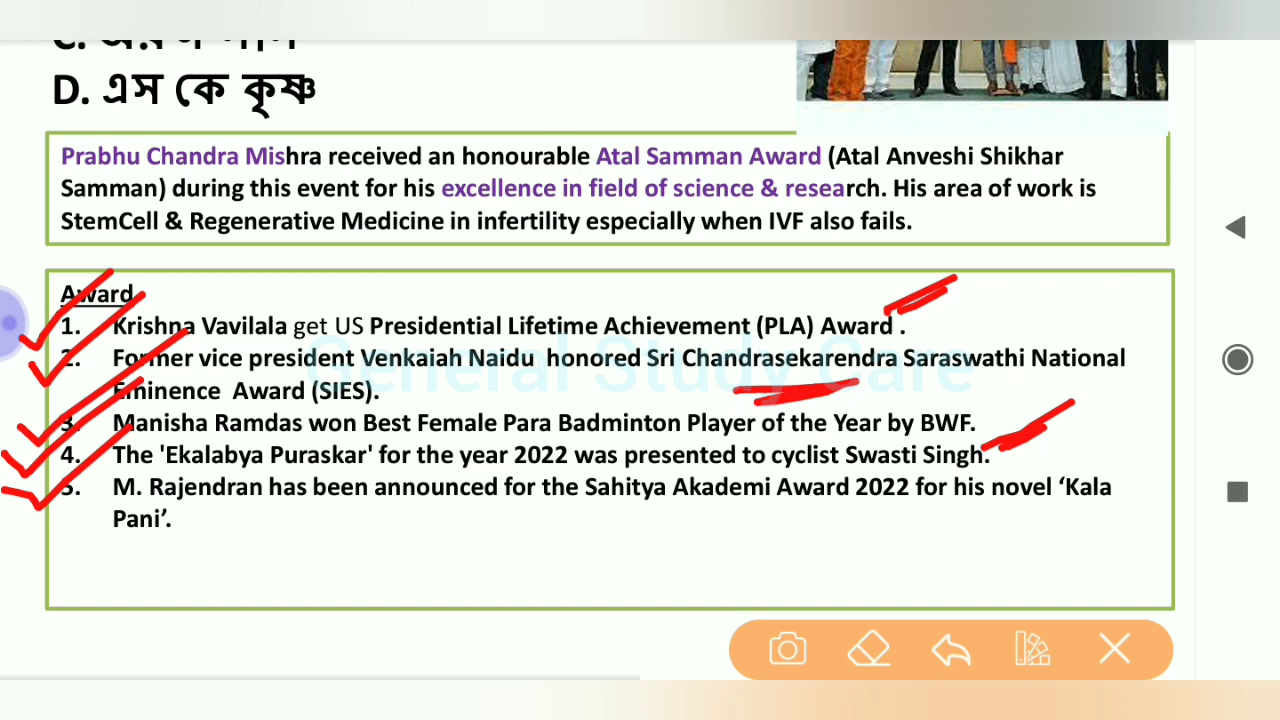 D. এস কে কৃষ্ণ
Prabhu Chandra Mishra received an honourable Atal Samman Award (Atal Anveshi Shikhar
Samman) during this event for his excellence in field of science & research. His area of work is
StemCell & Regenerative Medicine in infertility especially when IVF also fails.
Award
1. Krishna Vavilala get US Presidential Lifetime Achievement (PLA) Award .
2. Former vice president Venkaiah Naidu honored Sri Chandrasekarendra Saraswathi National
Eminence Award (SIES).
3. Manisha Ramdas won Best Female Para Badminton Player of the Year by BWF.
4. The 'Ekalabya Puraskar' for the year 2022 was presented to cyclist Swasti Singh.
5. M. Rajendran has been announced for the Sahitya Akademi Award 2022 for his novel ‘Kala
Pani’.
General Study Care